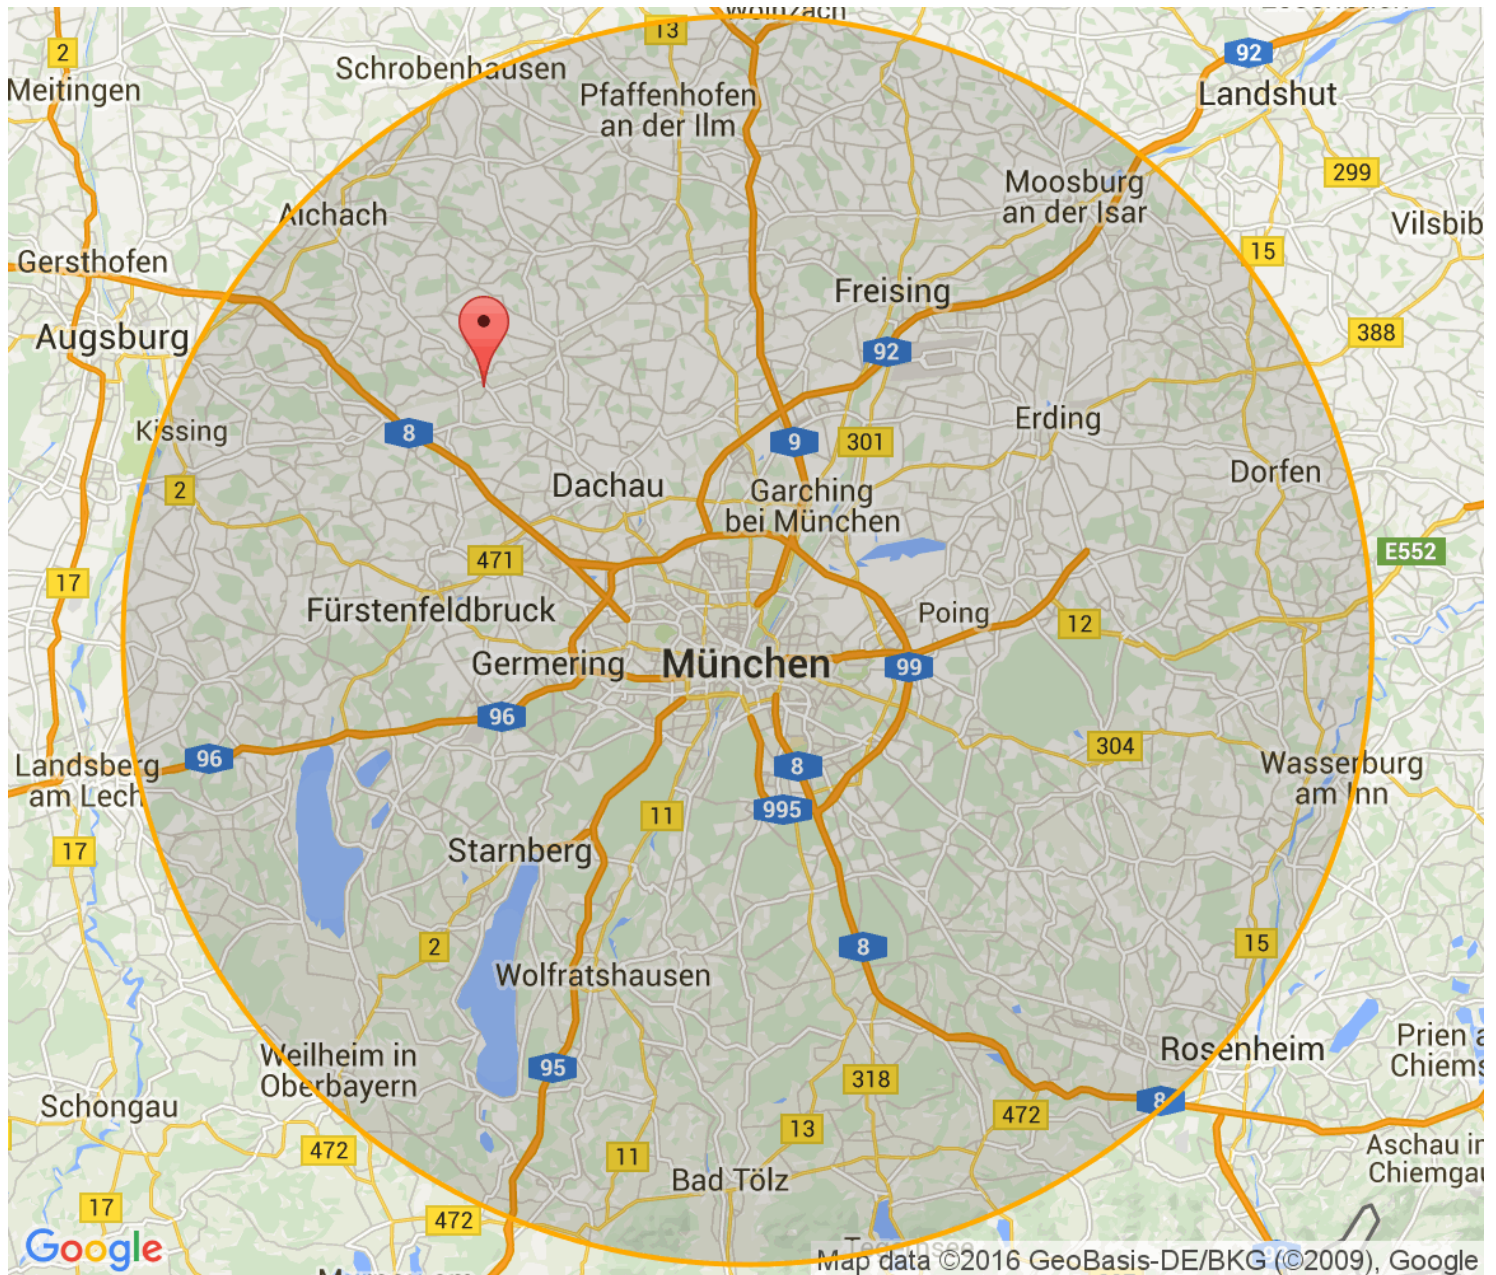 Wolnzach
13
92
2
Schrobenhausen
Meitingen
Pfaffenhofen
an der Ilm
Landshut
299
Moosburg
an der Isar
Aichach
Vilsbib
15
Gersthofen
Freising
Augsburg
388
92
Kissing
8
9
301
Erding
Dachau
Dorfen
2
Garching
bei München
471
E552
17
Fürstenfeldbruck
Poing
12
Germering
München
99
96
304
96
8
Landsberg
am Lech
Wasserburg
am Inn
995
11
17
Starnberg
2
8
15
Wolfratshausen
Weilheim in
Oberbayern
Rosenheim
Prien a
Chiems
95
318
8
Schongau
472
13
472
11
Aschau in
Chiemgau
Bad Tölz
17
472
Google
Map data ©2016 GeoBasis-DE/BKG (©2009), Google